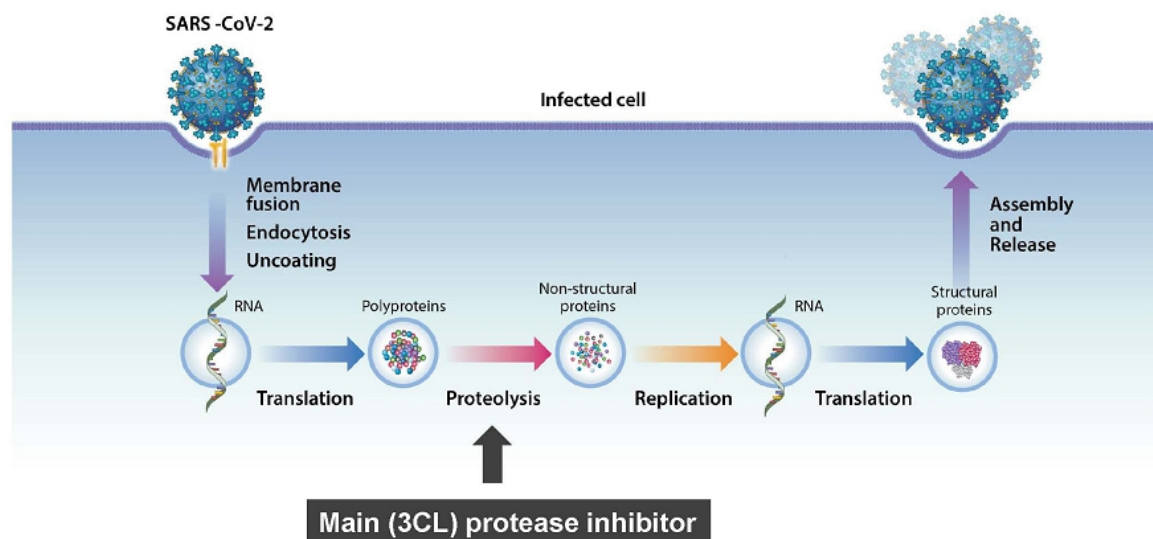 SARS -CoV-2
Infected cell
Membrane
fusion
Endocytosis
Uncoating
Assembly
and
Release
RNA
Polyproteins
Non-structural
proteins
RNA
Structural
proteins
Translation
Proteolysis
Replication
Translation
Main (3CL) protease inhibitor